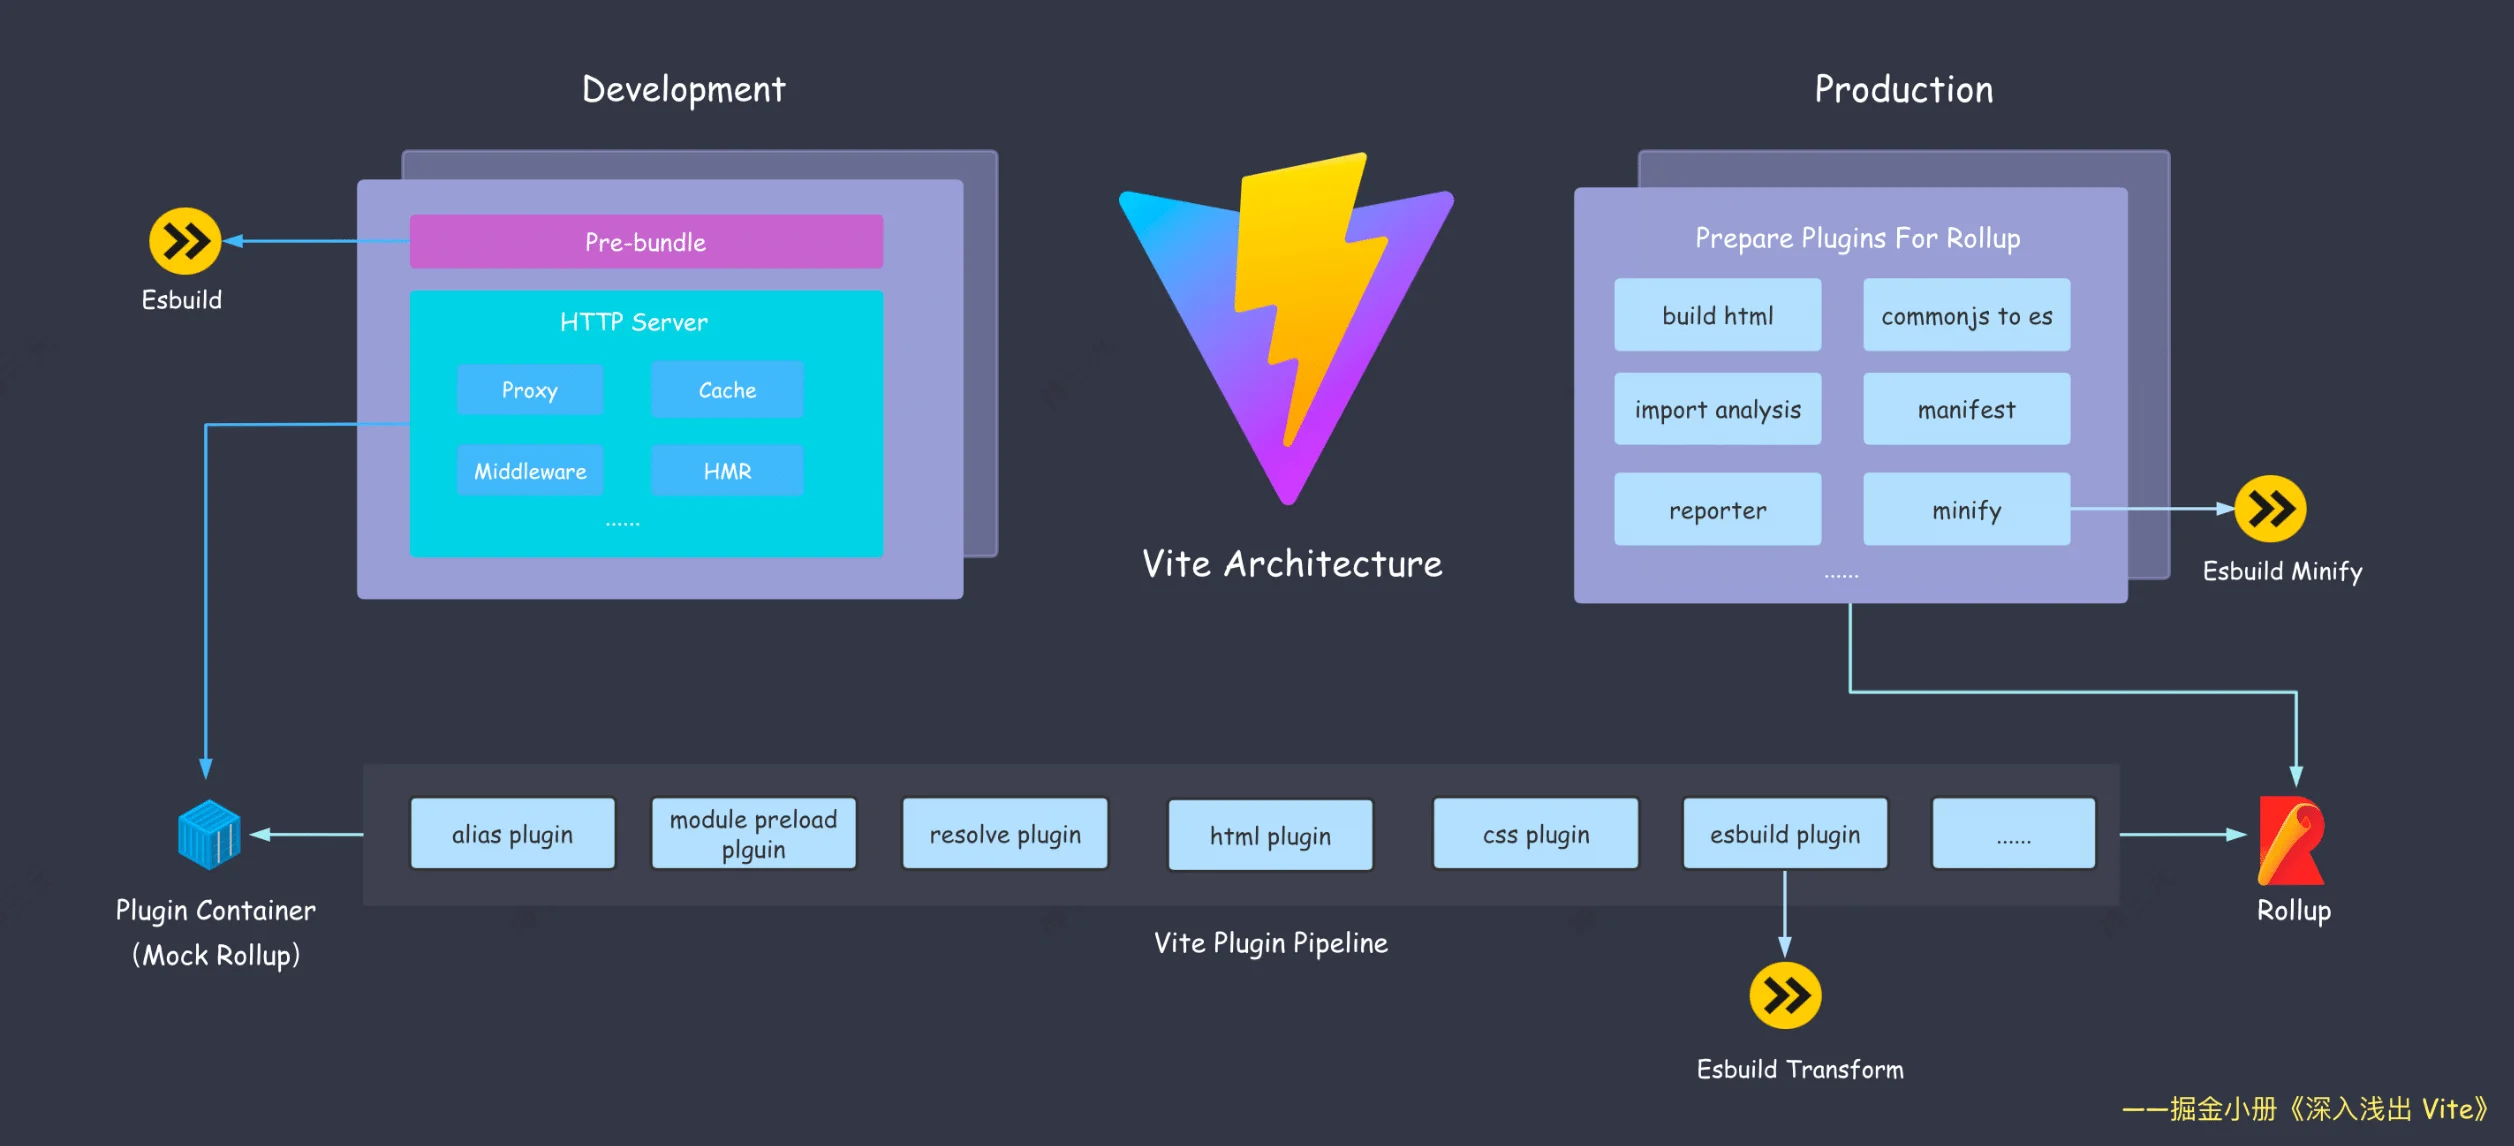 Development
Production
Pre-bundle
Esbuild
HTTP Server
Proxy
Cache
Middleware
HMR
......
Vite Architecture
Prepare Plugins For Rollup
build html
commonjs to es
import analysis
manifest
reporter
minify
......
Esbuild Minify
alias plugin
module preload
plguin
resolve plugin
html plugin
css plugin
esbuild plugin
......
Plugin Container
(Mock Rollup)
Vite Plugin Pipeline
Rollup
Esbuild Transform
——掘金小册《深入浅出 Vite》